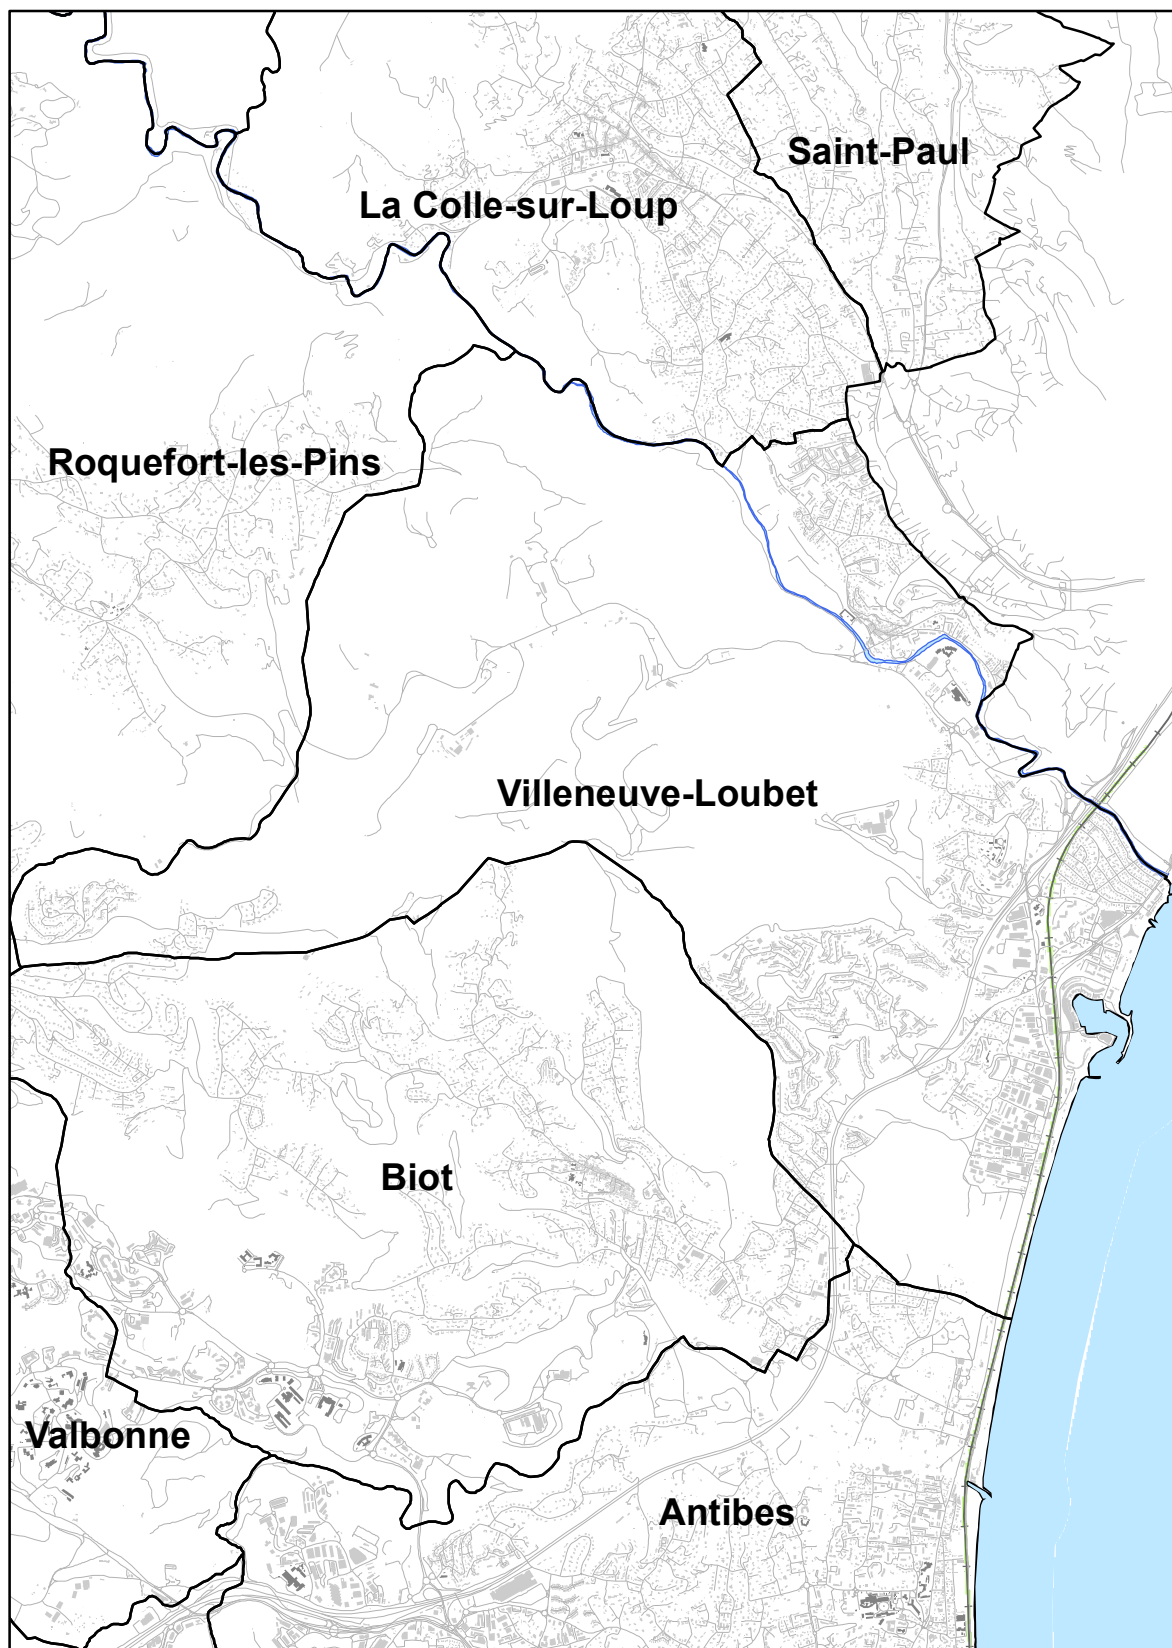 Saint-Paul
La Colle-sur-Loup
Roquefort-les-Pins
Villeneuve-Loubet
Biot
Valbonne
Antibes